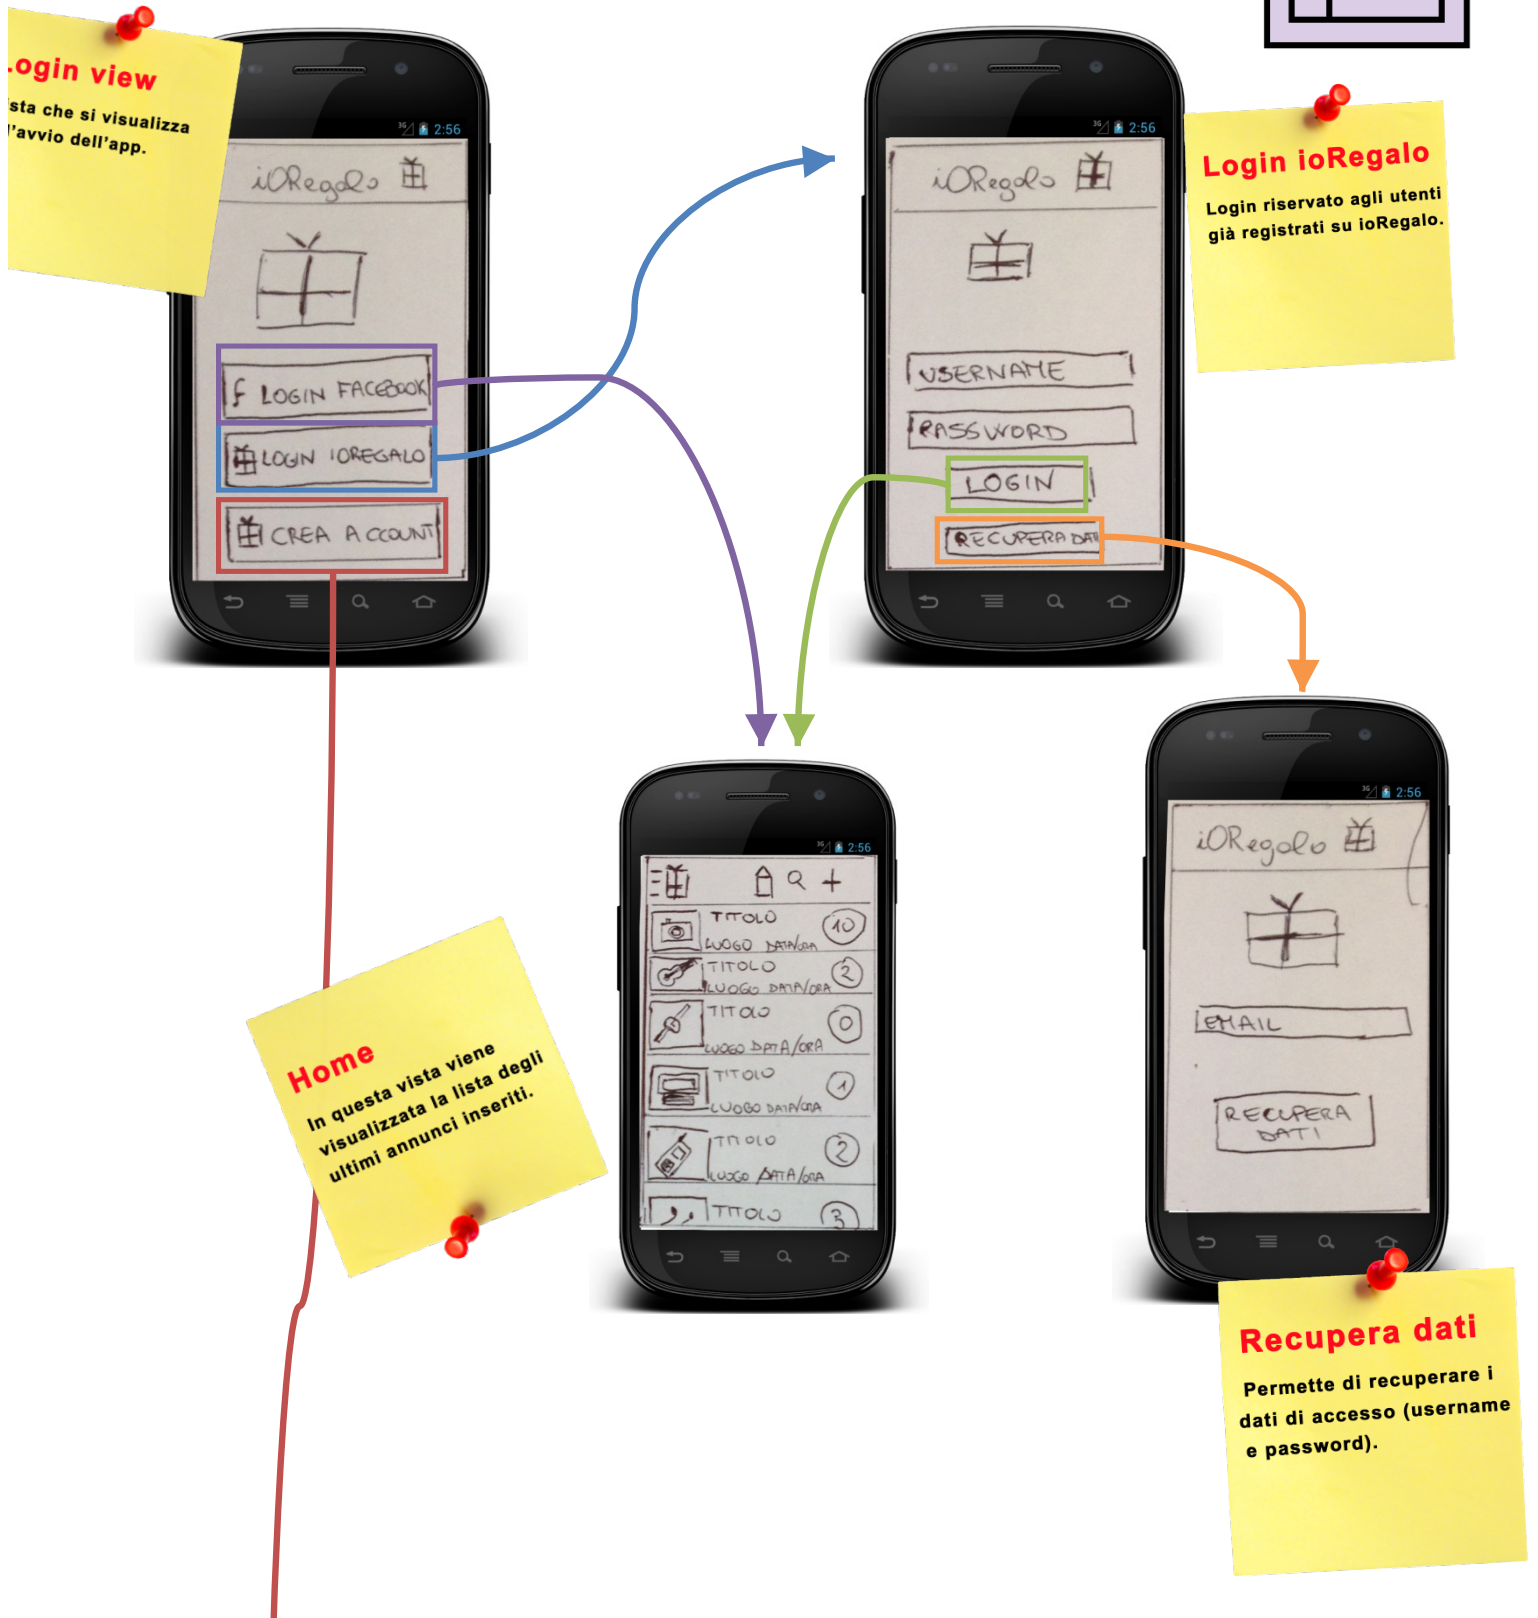 Login view
sta che si visualizza
l'avvio dell'app.
3G 2:56
iORegalo
F LOGIN FACEBOOK
LOGIN IOREGALO
CREA ACCOUNT
3G 2:56
iORegalo
USERNAME
PASSWORD
LOGIN
RECUPERA DATI
Login ioRegalo
Login riservato agli utenti
già registrati su ioRegalo.
Home
In questa vista viene
visualizzata la lista degli
ultimi annunci inseriti.
3G 2:56
TITOLO 10
LUOGO DATA/ORA
TITOLO 2
LUOGO DATA/ORA
TITOLO 0
LUOGO DATA/ORA
TITOLO 1
LUOGO DATA/ORA
TITOLO 2
LUOGO DATA/ORA
TITOLO 3
3G 2:56
iORegalo
EMAIL
RECUPERA
DATI
Recupera dati
Permette di recuperare i
dati di accesso (username
e password).